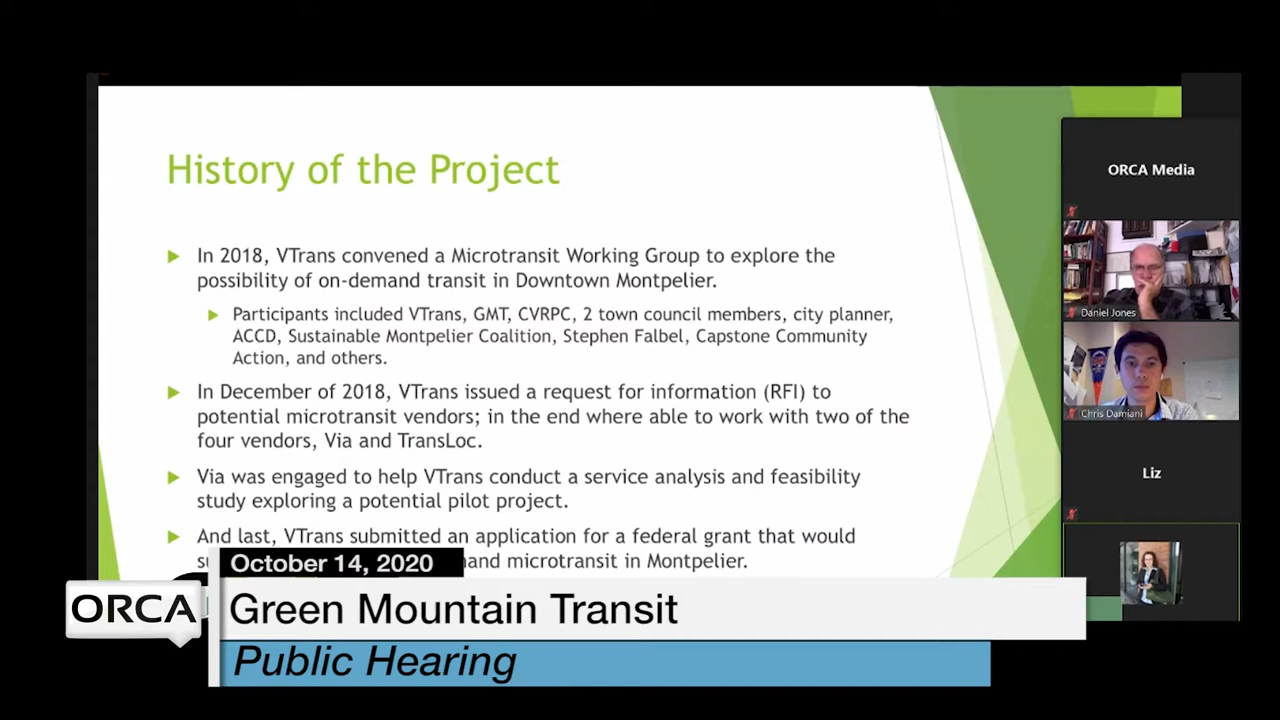 History of the Project
In 2018, VTrans convened a Microtransit Working Group to explore the
possibility of on-demand transit in Downtown Montpelier.
Participants included VTrans, GMT, CVRPC, 2 town council members, city planner,
ACCD, Sustainable Montpelier Coalition, Stephen Falbel, Capstone Community
Action, and others.
In December of 2018, VTrans issued a request for information (RFI) to
potential microtransit vendors; in the end where able to work with two of the
four vendors, Via and TransLoc.
Via was engaged to help VTrans conduct a service analysis and feasibility
study exploring a potential pilot project.
And last, VTrans submitted an application for a federal grant that would
microtransit in Montpelier.
ORCA Media
Daniel Jones
Chris Damiani
Liz
October 14, 2020
ORCA
Green Mountain Transit
Public Hearing